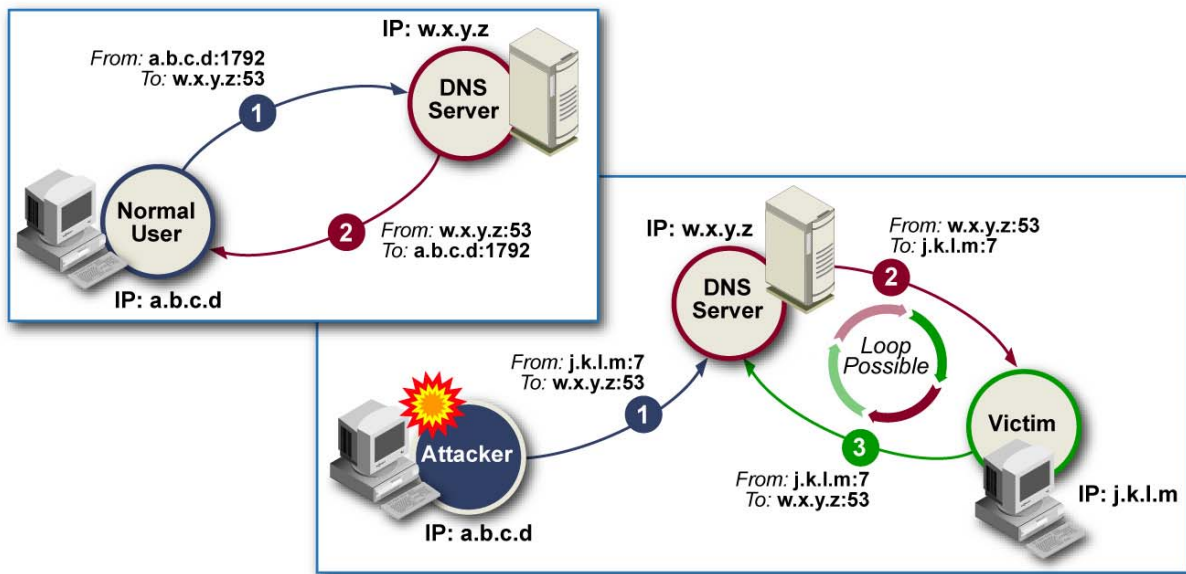 IP: w.x.y.z
From: a.b.c.d:1792
To: w.x.y.z:53
1
DNS
Server
Normal
User
2
From: w.x.y.z:53
To: a.b.c.d:1792
IP: a.b.c.d
IP: w.x.y.z
From: w.x.y.z:53
To: j.k.l.m:7
2
DNS
Server
Loop
Possible
From: j.k.l.m:7
To: w.x.y.z:53
1
Attacker
IP: a.b.c.d
Victim
3
From: j.k.l.m:7
To: w.x.y.z:53
IP: j.k.l.m